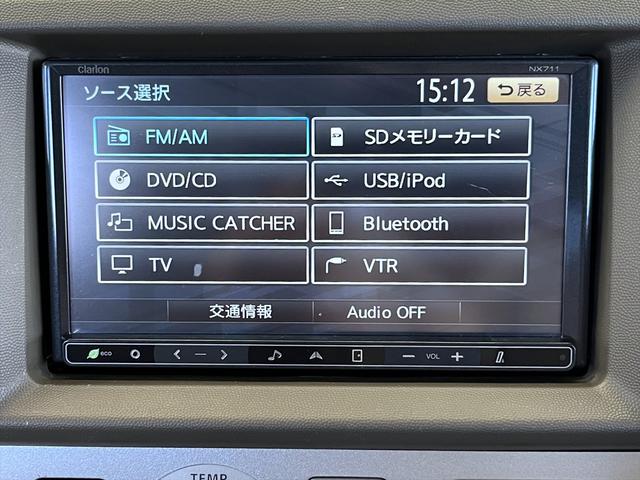 Clarion
NX711
ソース選択
15:12
戻る
FM/AM
SDメモリーカード
DVD/CD
USB/iPod
MUSIC CATCHER
Bluetooth
TV
VTR
交通情報
Audio OFF
eco
VOL
TEMP